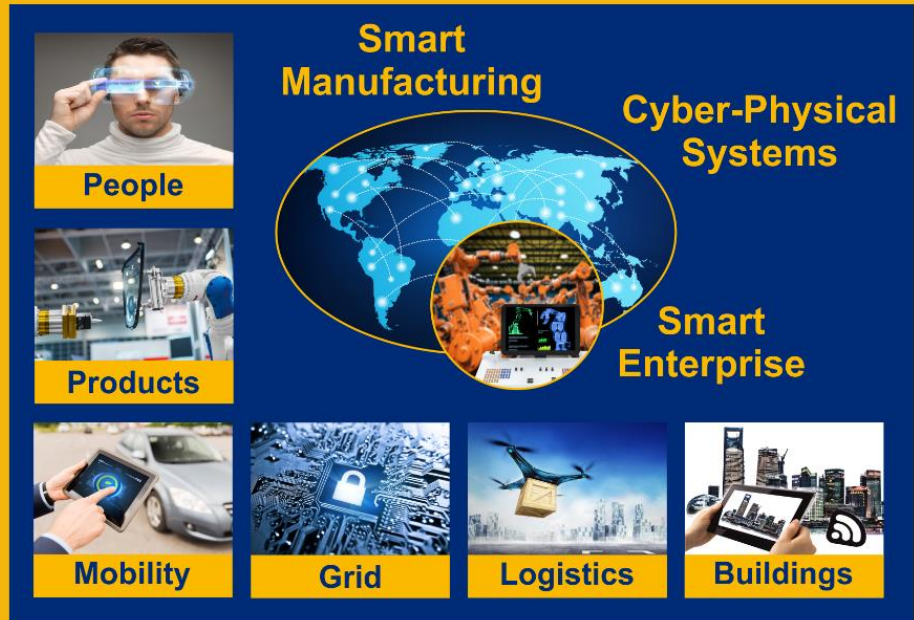 Smart
Manufacturing
Cyber-Physical
Systems
People
Smart
Enterprise
Products
Mobility
Grid
Logistics
Buildings